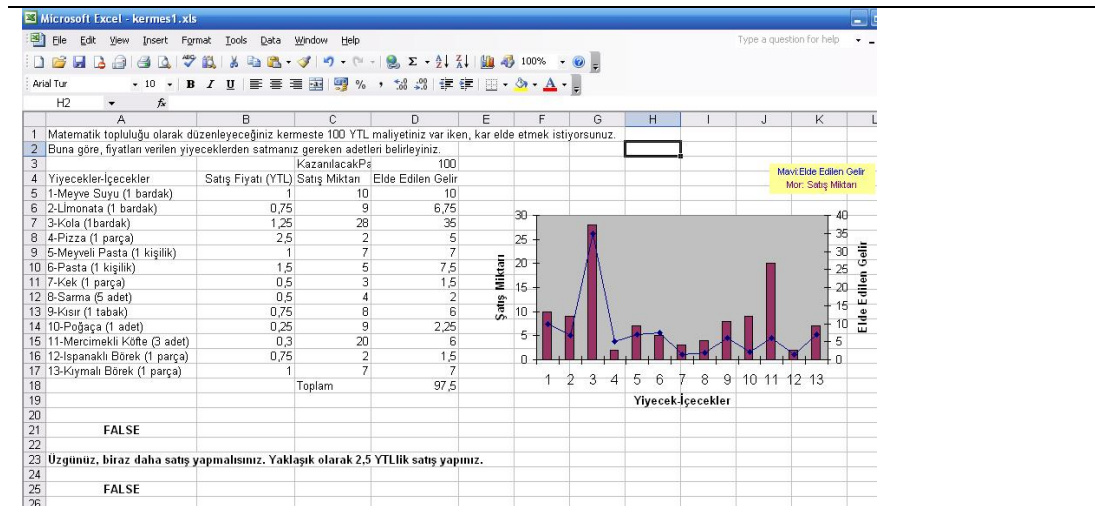 Microsoft Excel - kermes1.xls
File Edit View Insert Format Tools Data Window Help Type a question for help
100%
Arial Tur 10 B I U % , A
H2 fx
A B C D E F G H I J K L
1 Matematik topluluğu olarak düzenleyeceğiniz kermeste 100 YTL maliyetiniz var iken, kar elde etmek istiyorsunuz.
2 Buna göre, fiyatları verilen yiyeceklerden satmanız gereken adetleri belirleyiniz.
3 KazanılacakPa 100
4 Yiyecekler-İçecekler Satış Fiyatı (YTL) Satış Miktarı Elde Edilen Gelir
5 1-Meyve Suyu (1 bardak) 1 10 10
6 2-LImonata (1 bardak) 0,75 9 6,75
7 3-Kola (1bardak) 1,25 28 35
8 4-Pizza (1 parça) 2,5 2 5
9 5-Meyveli Pasta (1 kişilik) 1 7 7
10 6-Pasta (1 kişilik) 1,5 5 7,5
11 7-Kek (1 parça) 0,5 3 1,5
12 8-Sarma (5 adet) 0,5 4 2
13 9-Kısır (1 tabak) 0,75 8 6
14 10-Poğaça (1 adet) 0,25 9 2,25
15 11-Mercimekli Köfte (3 adet) 0,3 20 6
16 12-Ispanaklı Börek (1 parça) 0,75 2 1,5
17 13-Kıymalı Börek (1 parça) 1 7 7
18 Toplam 97,5
19
20
21 FALSE
22
23 Üzgünüz, biraz daha satış yapmalısınız. Yaklaşık olarak 2,5 YTLlik satış yapınız.
24
25 FALSE
26
Mavi:Elde Edilen Gelir
Mor: Satış Miktarı
30 25 20 15 10 5 0
Satış Miktarı
40 35 30 25 20 15 10 5 0
Elde Edilen Gelir
1 2 3 4 5 6 7 8 9 10 11 12 13
Yiyecek-İçecekler